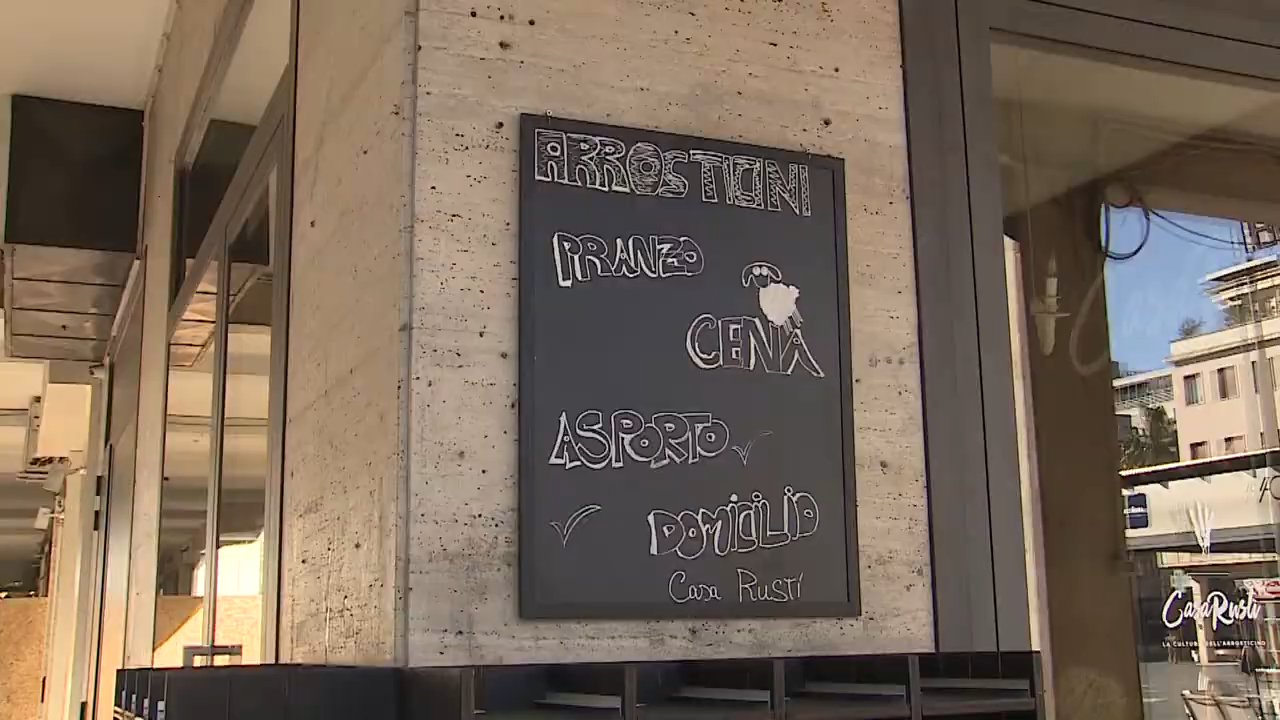 ARROSTICINI
PRANZO
CENA
ASPORTO
DOMICILIO
Casa Rustì
CasaRustì
LA CULTURA DELL'ARROSTICINO